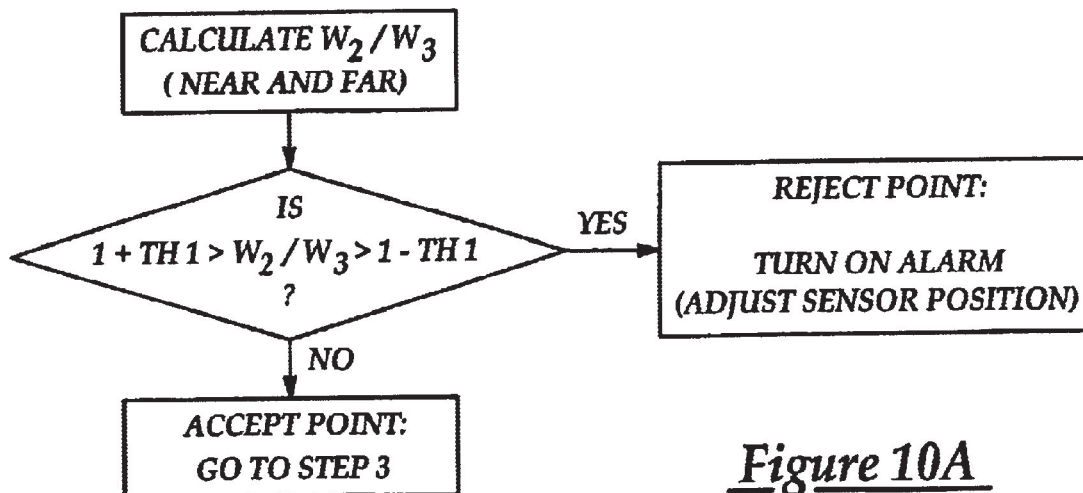 CALCULATE W2 / W3
( NEAR AND FAR)
IS
1 + TH 1 > W2 / W3 > 1 - TH 1
?
YES
REJECT POINT:
TURN ON ALARM
(ADJUST SENSOR POSITION)
NO
ACCEPT POINT:
GO TO STEP 3
Figure 10A